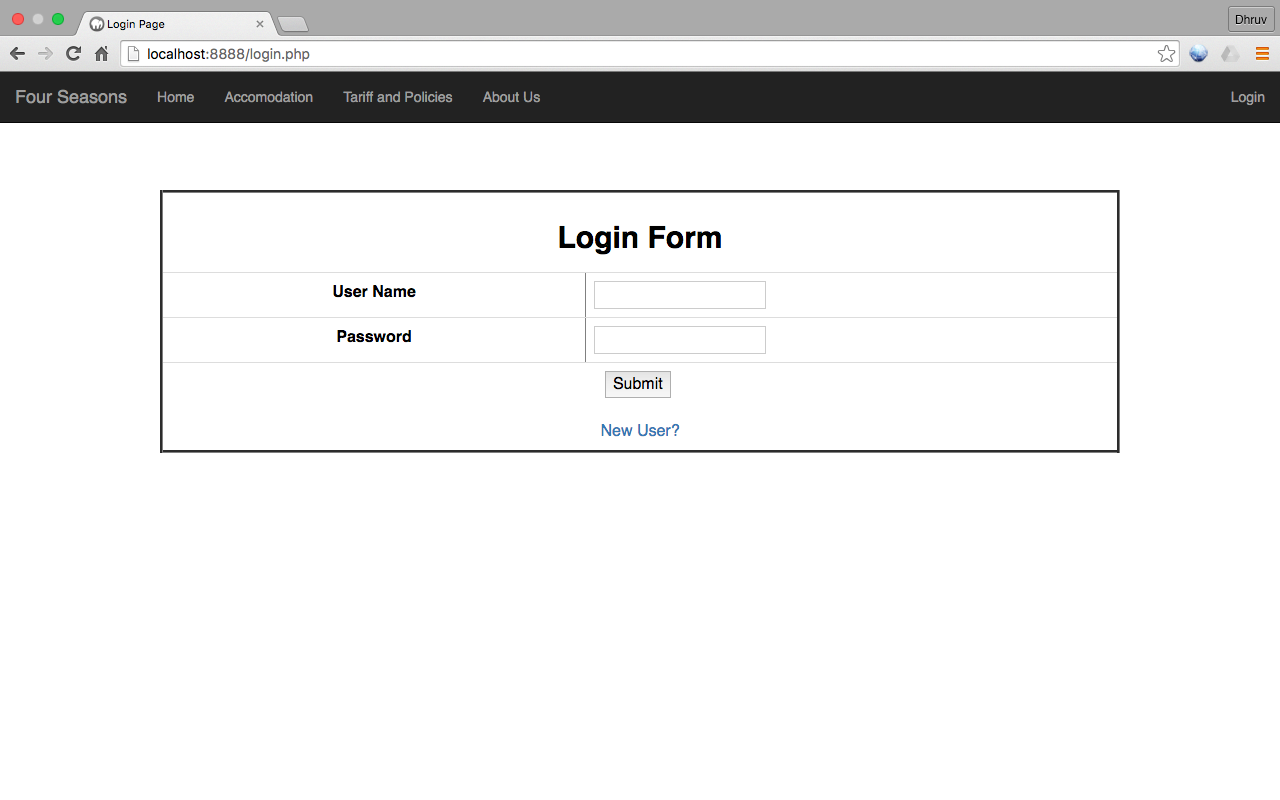 Login Page
Dhruv
localhost:8888/login.php
Four Seasons Home Accomodation Tariff and Policies About Us Login
Login Form
User Name
Password
Submit
New User?